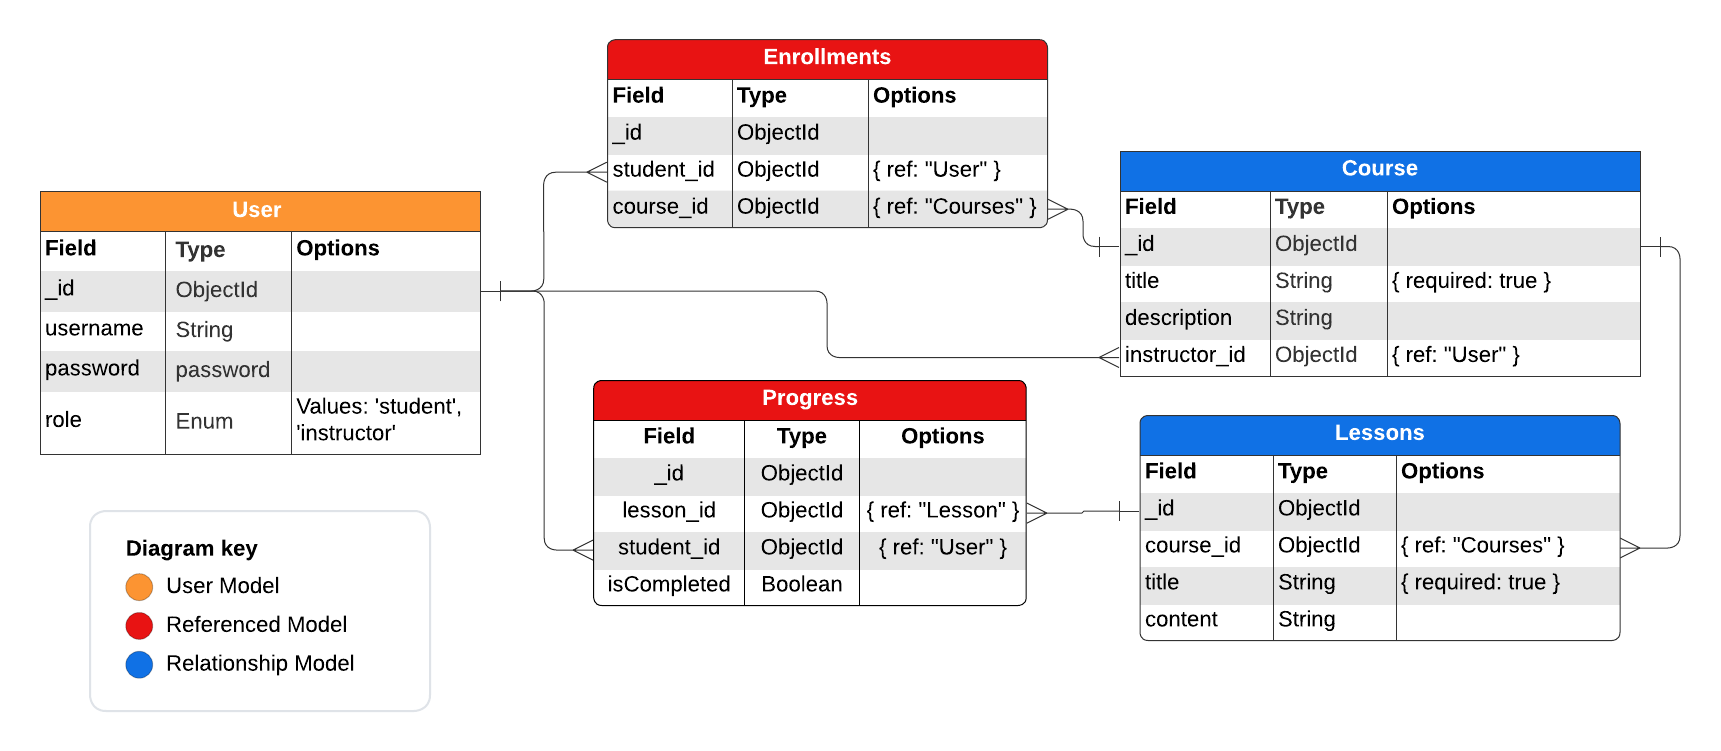 Enrollments
Field Type Options
_id ObjectId
student_id ObjectId { ref: "User" }
course_id ObjectId { ref: "Courses" }
Course
Field Type Options
_id ObjectId
title String { required: true }
description String
instructor_id ObjectId { ref: "User" }
User
Field Type Options
_id ObjectId
username String
password password
role Enum Values: 'student',
'instructor'
Progress
Field Type Options
_id ObjectId
lesson_id ObjectId { ref: "Lesson" }
student_id ObjectId { ref: "User" }
isCompleted Boolean
Lessons
Field Type Options
_id ObjectId
course_id ObjectId { ref: "Courses" }
title String { required: true }
content String
Diagram key
User Model
Referenced Model
Relationship Model